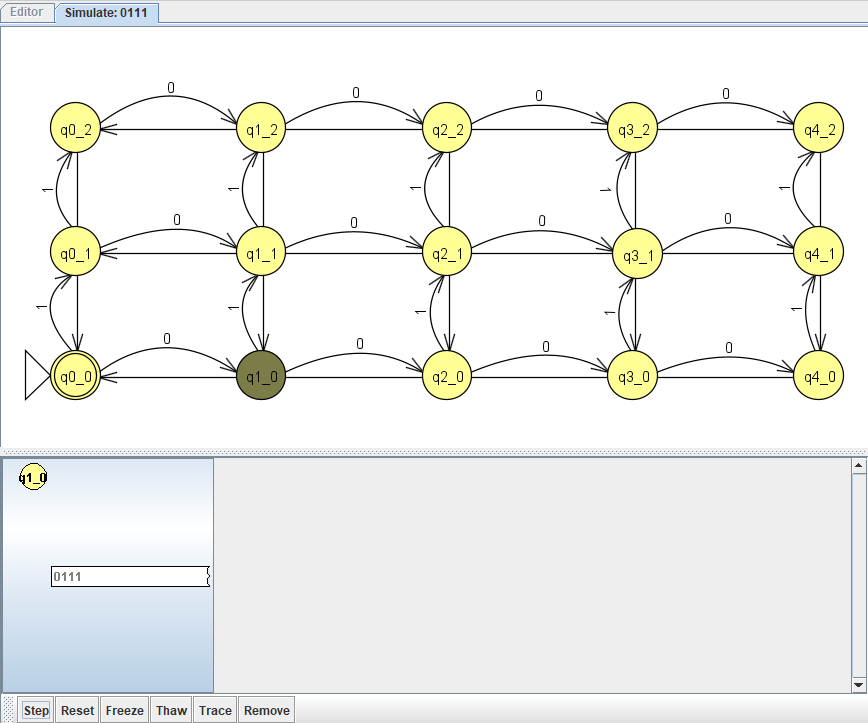 Editor Simulate: 0111
0 0 0 0
q0_2 q1_2 q2_2 q3_2 q4_2
1 1 1 1 1
0 0 0 0
q0_1 q1_1 q2_1 q3_1 q4_1
1 1 1 1 1
0 0 0 0
q0_0 q1_0 q2_0 q3_0 q4_0
q1_0
0111
Step Reset Freeze Thaw Trace Remove